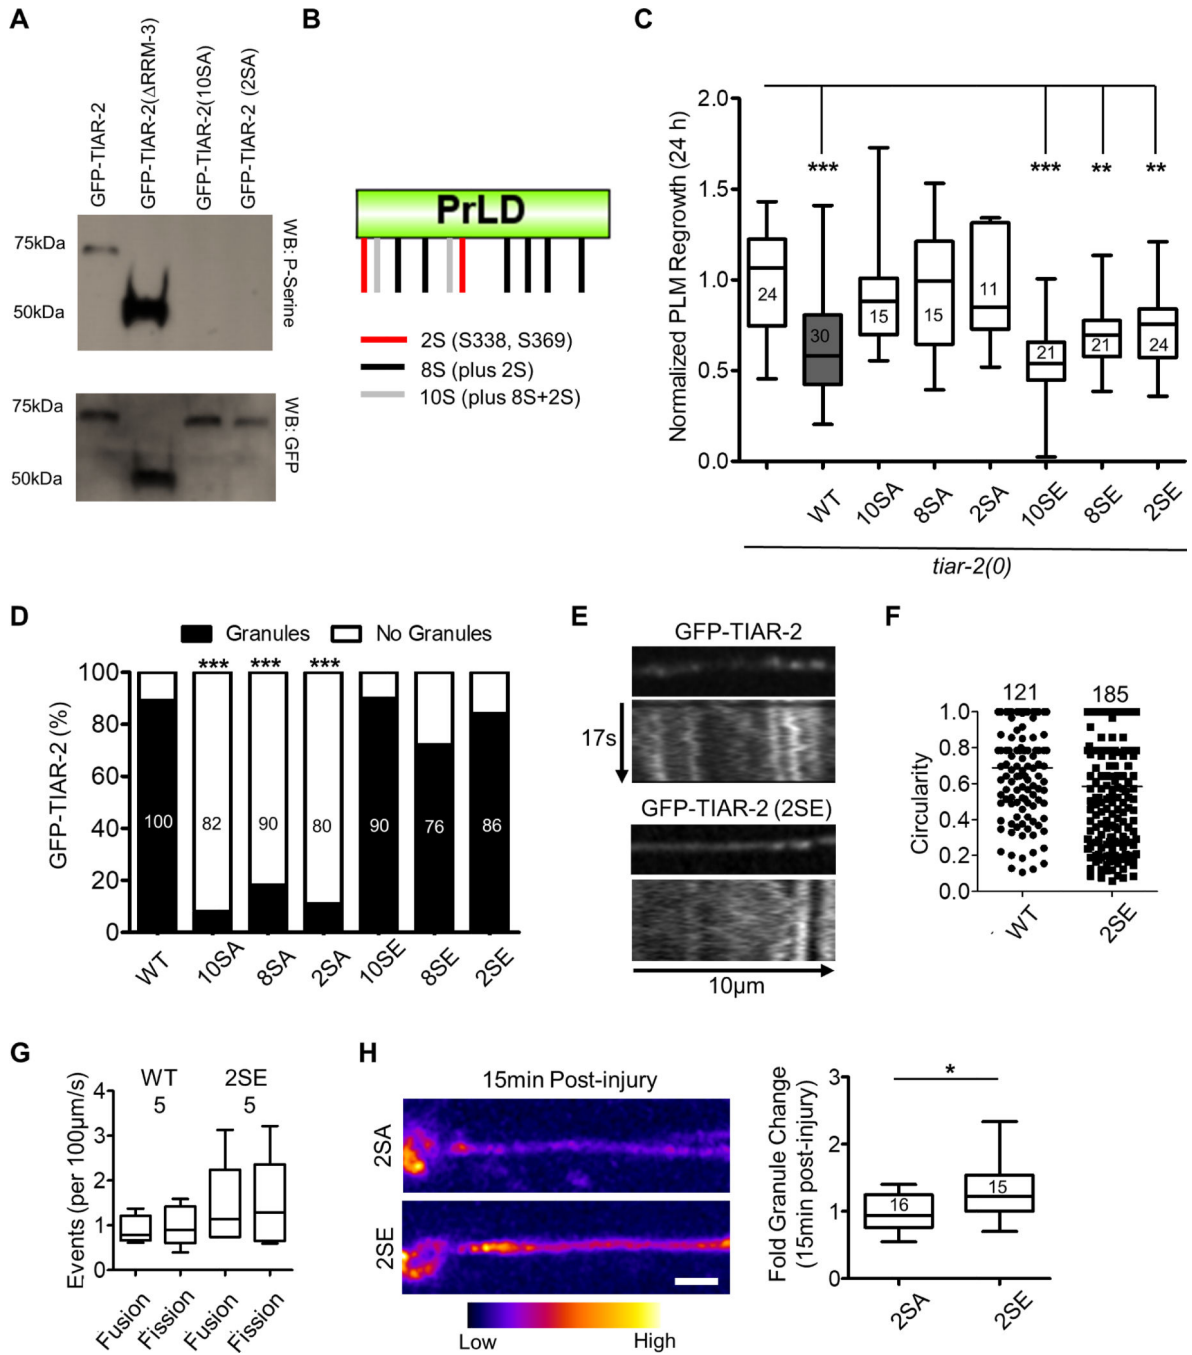 A
GFP-TIAR-2
GFP-TIAR-2(ΔRRM-3)
GFP-TIAR-2(10SA)
GFP-TIAR-2 (2SA)
75kDa
50kDa
WB: P-Serine
75kDa
50kDa
WB: GFP
B
PrLD
2S (S338, S369)
8S (plus 2S)
10S (plus 8S+2S)
C
Normalized PLM Regrowth (24 h)
2.0
1.5
1.0
0.5
0.0
*** *** ** **
24 30 15 15 11 21 21 24
WT 10SA 8SA 2SA 10SE 8SE 2SE
tiar-2(0)
D
Granules No Granules
GFP-TIAR-2 (%)
100
80
60
40
20
0
*** *** ***
100 82 90 80 90 76 86
WT 10SA 8SA 2SA 10SE 8SE 2SE
E
GFP-TIAR-2
17s
GFP-TIAR-2 (2SE)
10µm
F
121 185
Circularity
1.0
0.8
0.6
0.4
0.2
0.0
WT 2SE
G
Events (per 100µm/s)
4
3
2
1
0
WT 2SE
5 5
Fusion Fission Fusion Fission
H
15min Post-injury
2SA
2SE
Low High
Fold Granule Change
(15min post-injury)
3
2
1
0
*
16 15
2SA 2SE